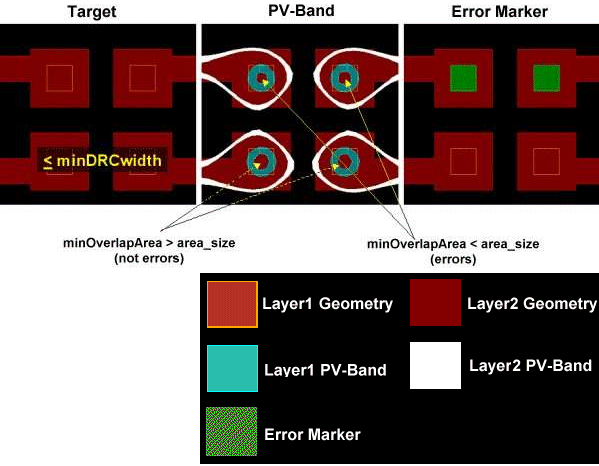 Target PV-Band Error Marker
≤ minDRCwidth
minOverlapArea > area_size
(not errors)
minOverlapArea < area_size
(errors)
Layer1 Geometry
Layer2 Geometry
Layer1 PV-Band
Layer2 PV-Band
Error Marker